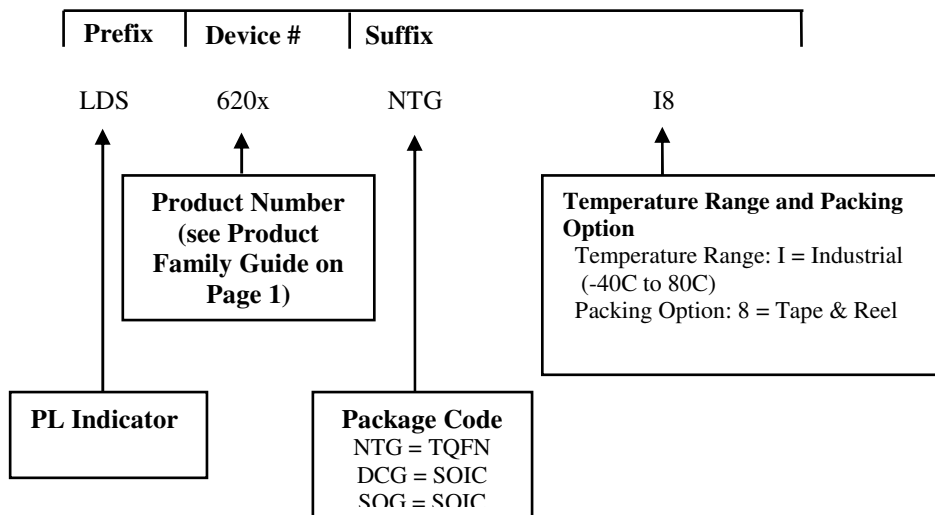 Prefix Device # Suffix
LDS 620x NTG I8
Product Number
(see Product
Family Guide on
Page 1)
Temperature Range and Packing
Option
Temperature Range: I = Industrial
(-40C to 80C)
Packing Option: 8 = Tape & Reel
PL Indicator
Package Code
NTG = TQFN
DCG = SOIC
SOG = SOIC